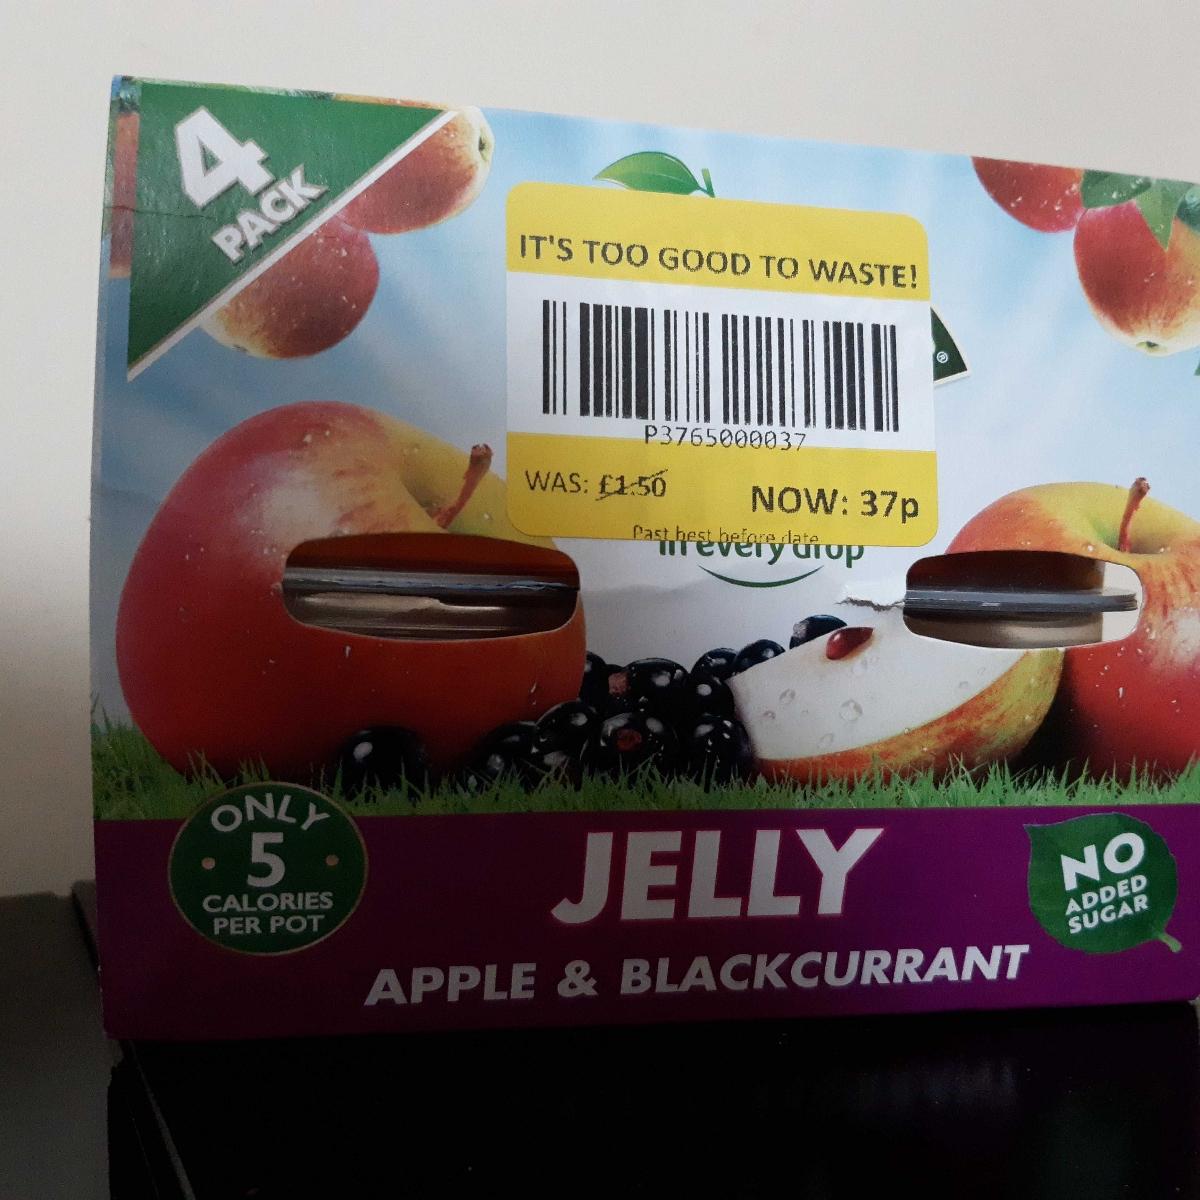 4
PACK
IT'S TOO GOOD TO WASTE!
P3765000037
WAS: £1.50
NOW: 37p
Past best before date
in every drop
®
ONLY
5
CALORIES
PER POT
JELLY
APPLE & BLACKCURRANT
NO
ADDED
SUGAR